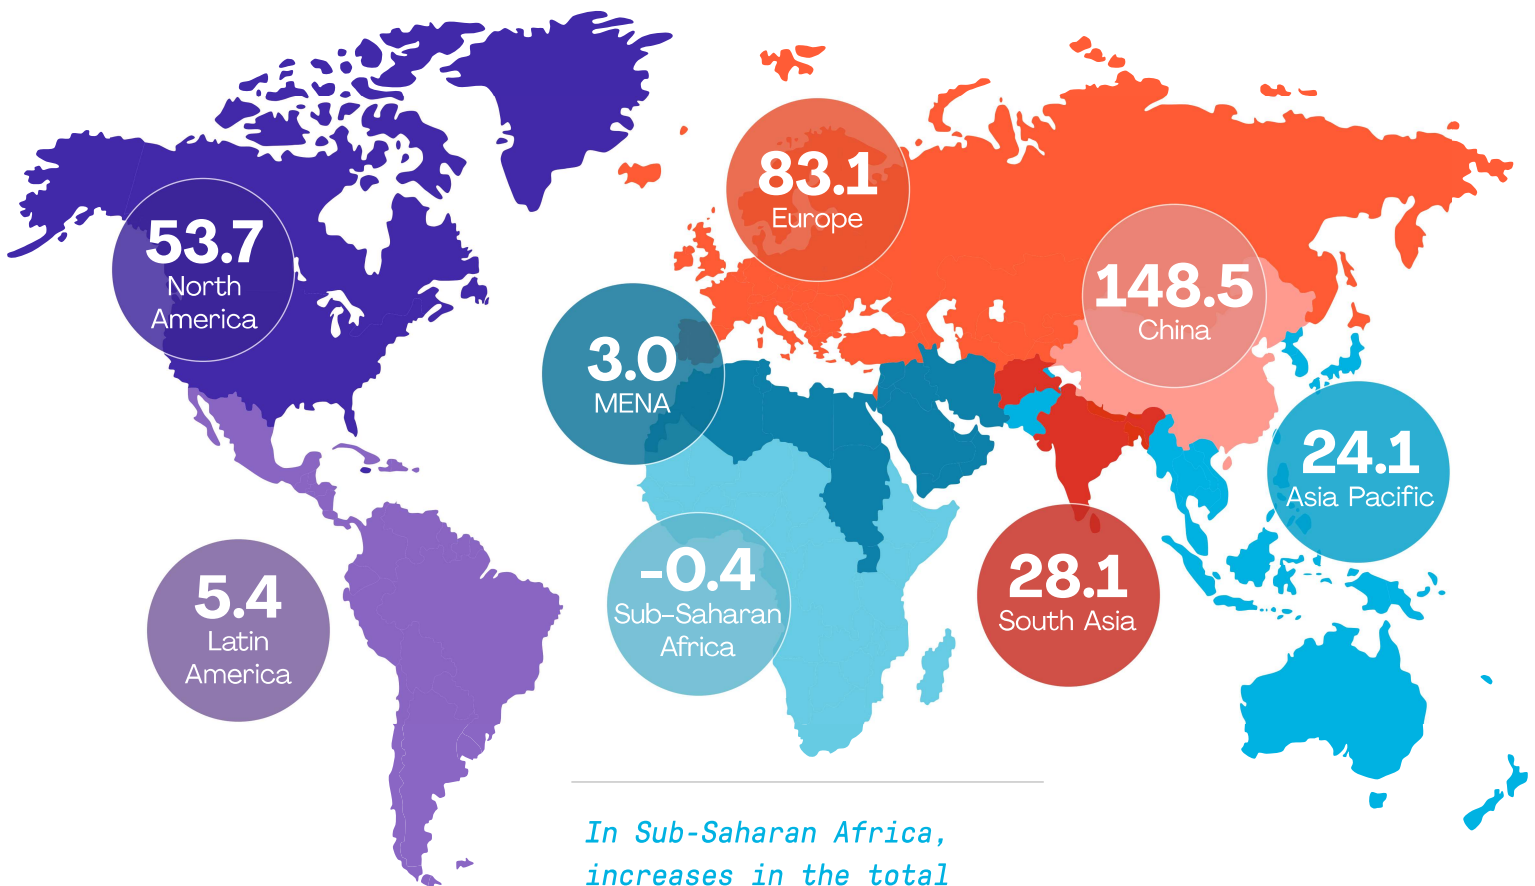 83.1
Europe
53.7
North
America
148.5
China
3.0
MENA
24.1
Asia Pacific
-0.4
Sub-Saharan
Africa
28.1
South Asia
5.4
Latin
America
In Sub-Saharan Africa,
increases in the total